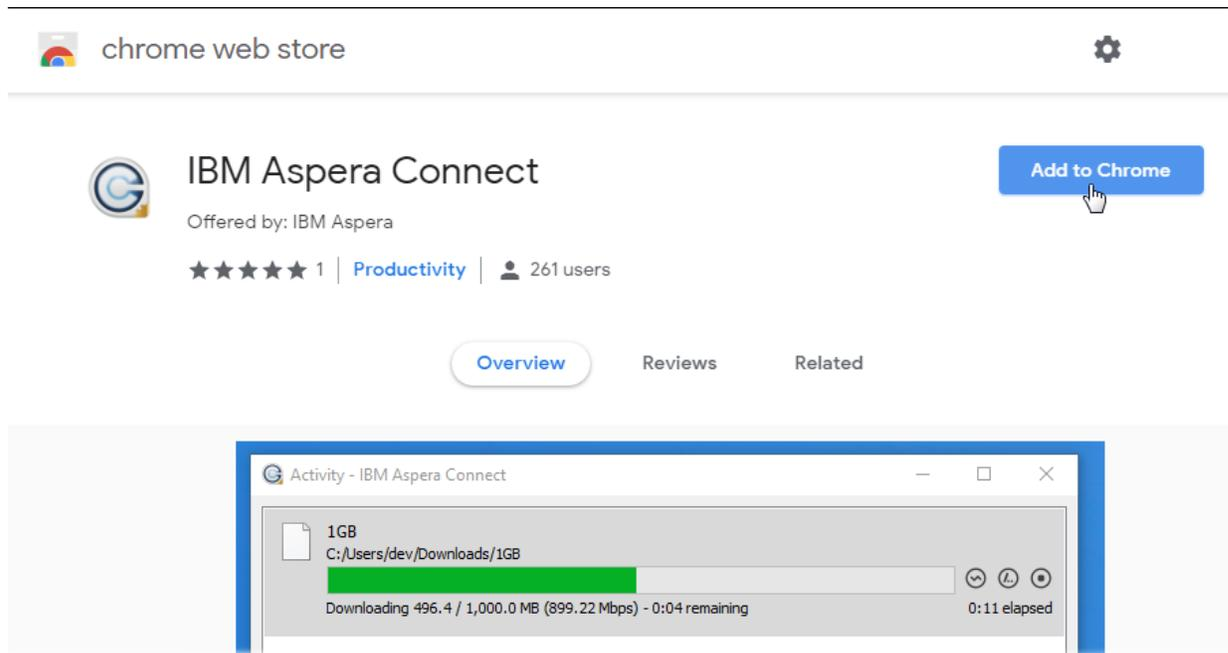 chrome web store
IBM Aspera Connect
Add to Chrome
Offered by: IBM Aspera
1 | Productivity | 261 users
Overview Reviews Related
Activity - IBM Aspera Connect
1GB
C:/Users/dev/Downloads/1GB
Downloading 496.4 / 1,000.0 MB (899.22 Mbps) - 0:04 remaining 0:11 elapsed